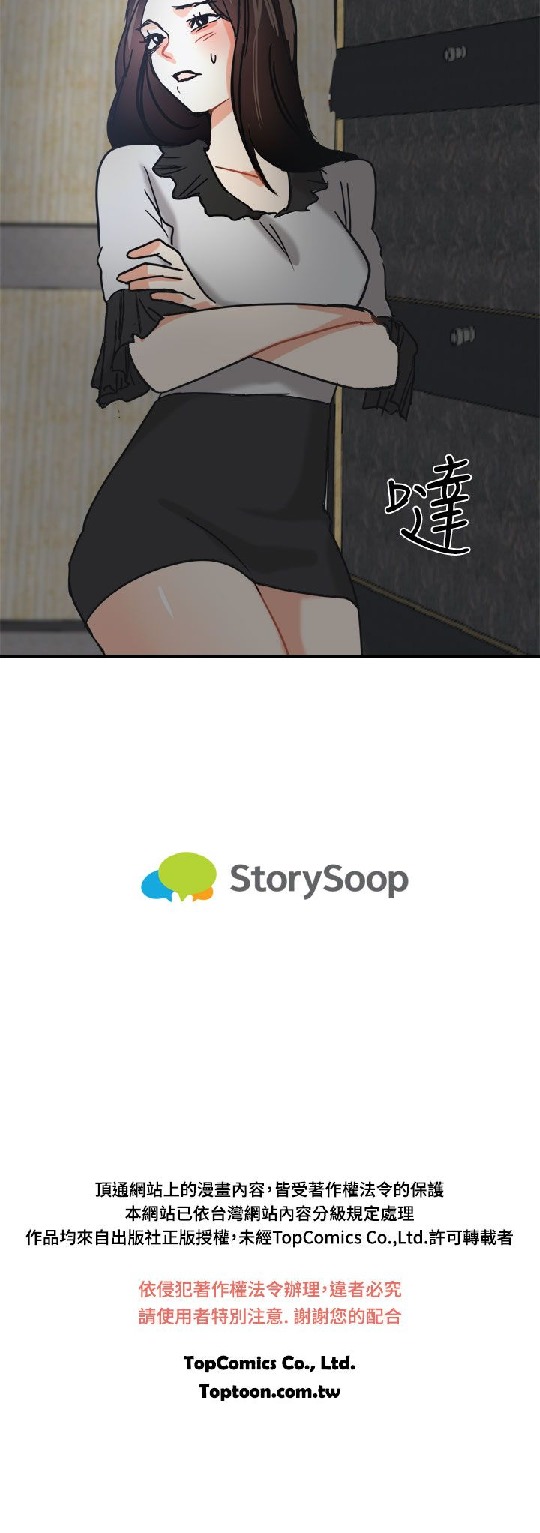 噠
StorySoop
頂通網站上的漫畫內容，皆受著作權法令的保護
本網站已依台灣網站內容分級規定處理
作品均來自出版社正版授權，未經TopComics Co.,Ltd.許可轉載者
依侵犯著作權法令辦理，違者必究
請使用者特別注意. 謝謝您的配合
TopComics Co., Ltd.
Toptoon.com.tw